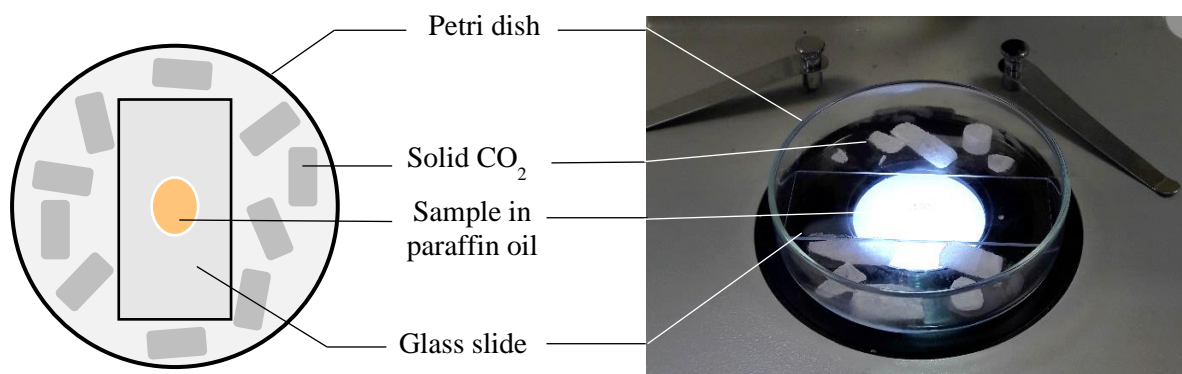 Petri dish
Solid CO₂
Sample in
paraffin oil
Glass slide